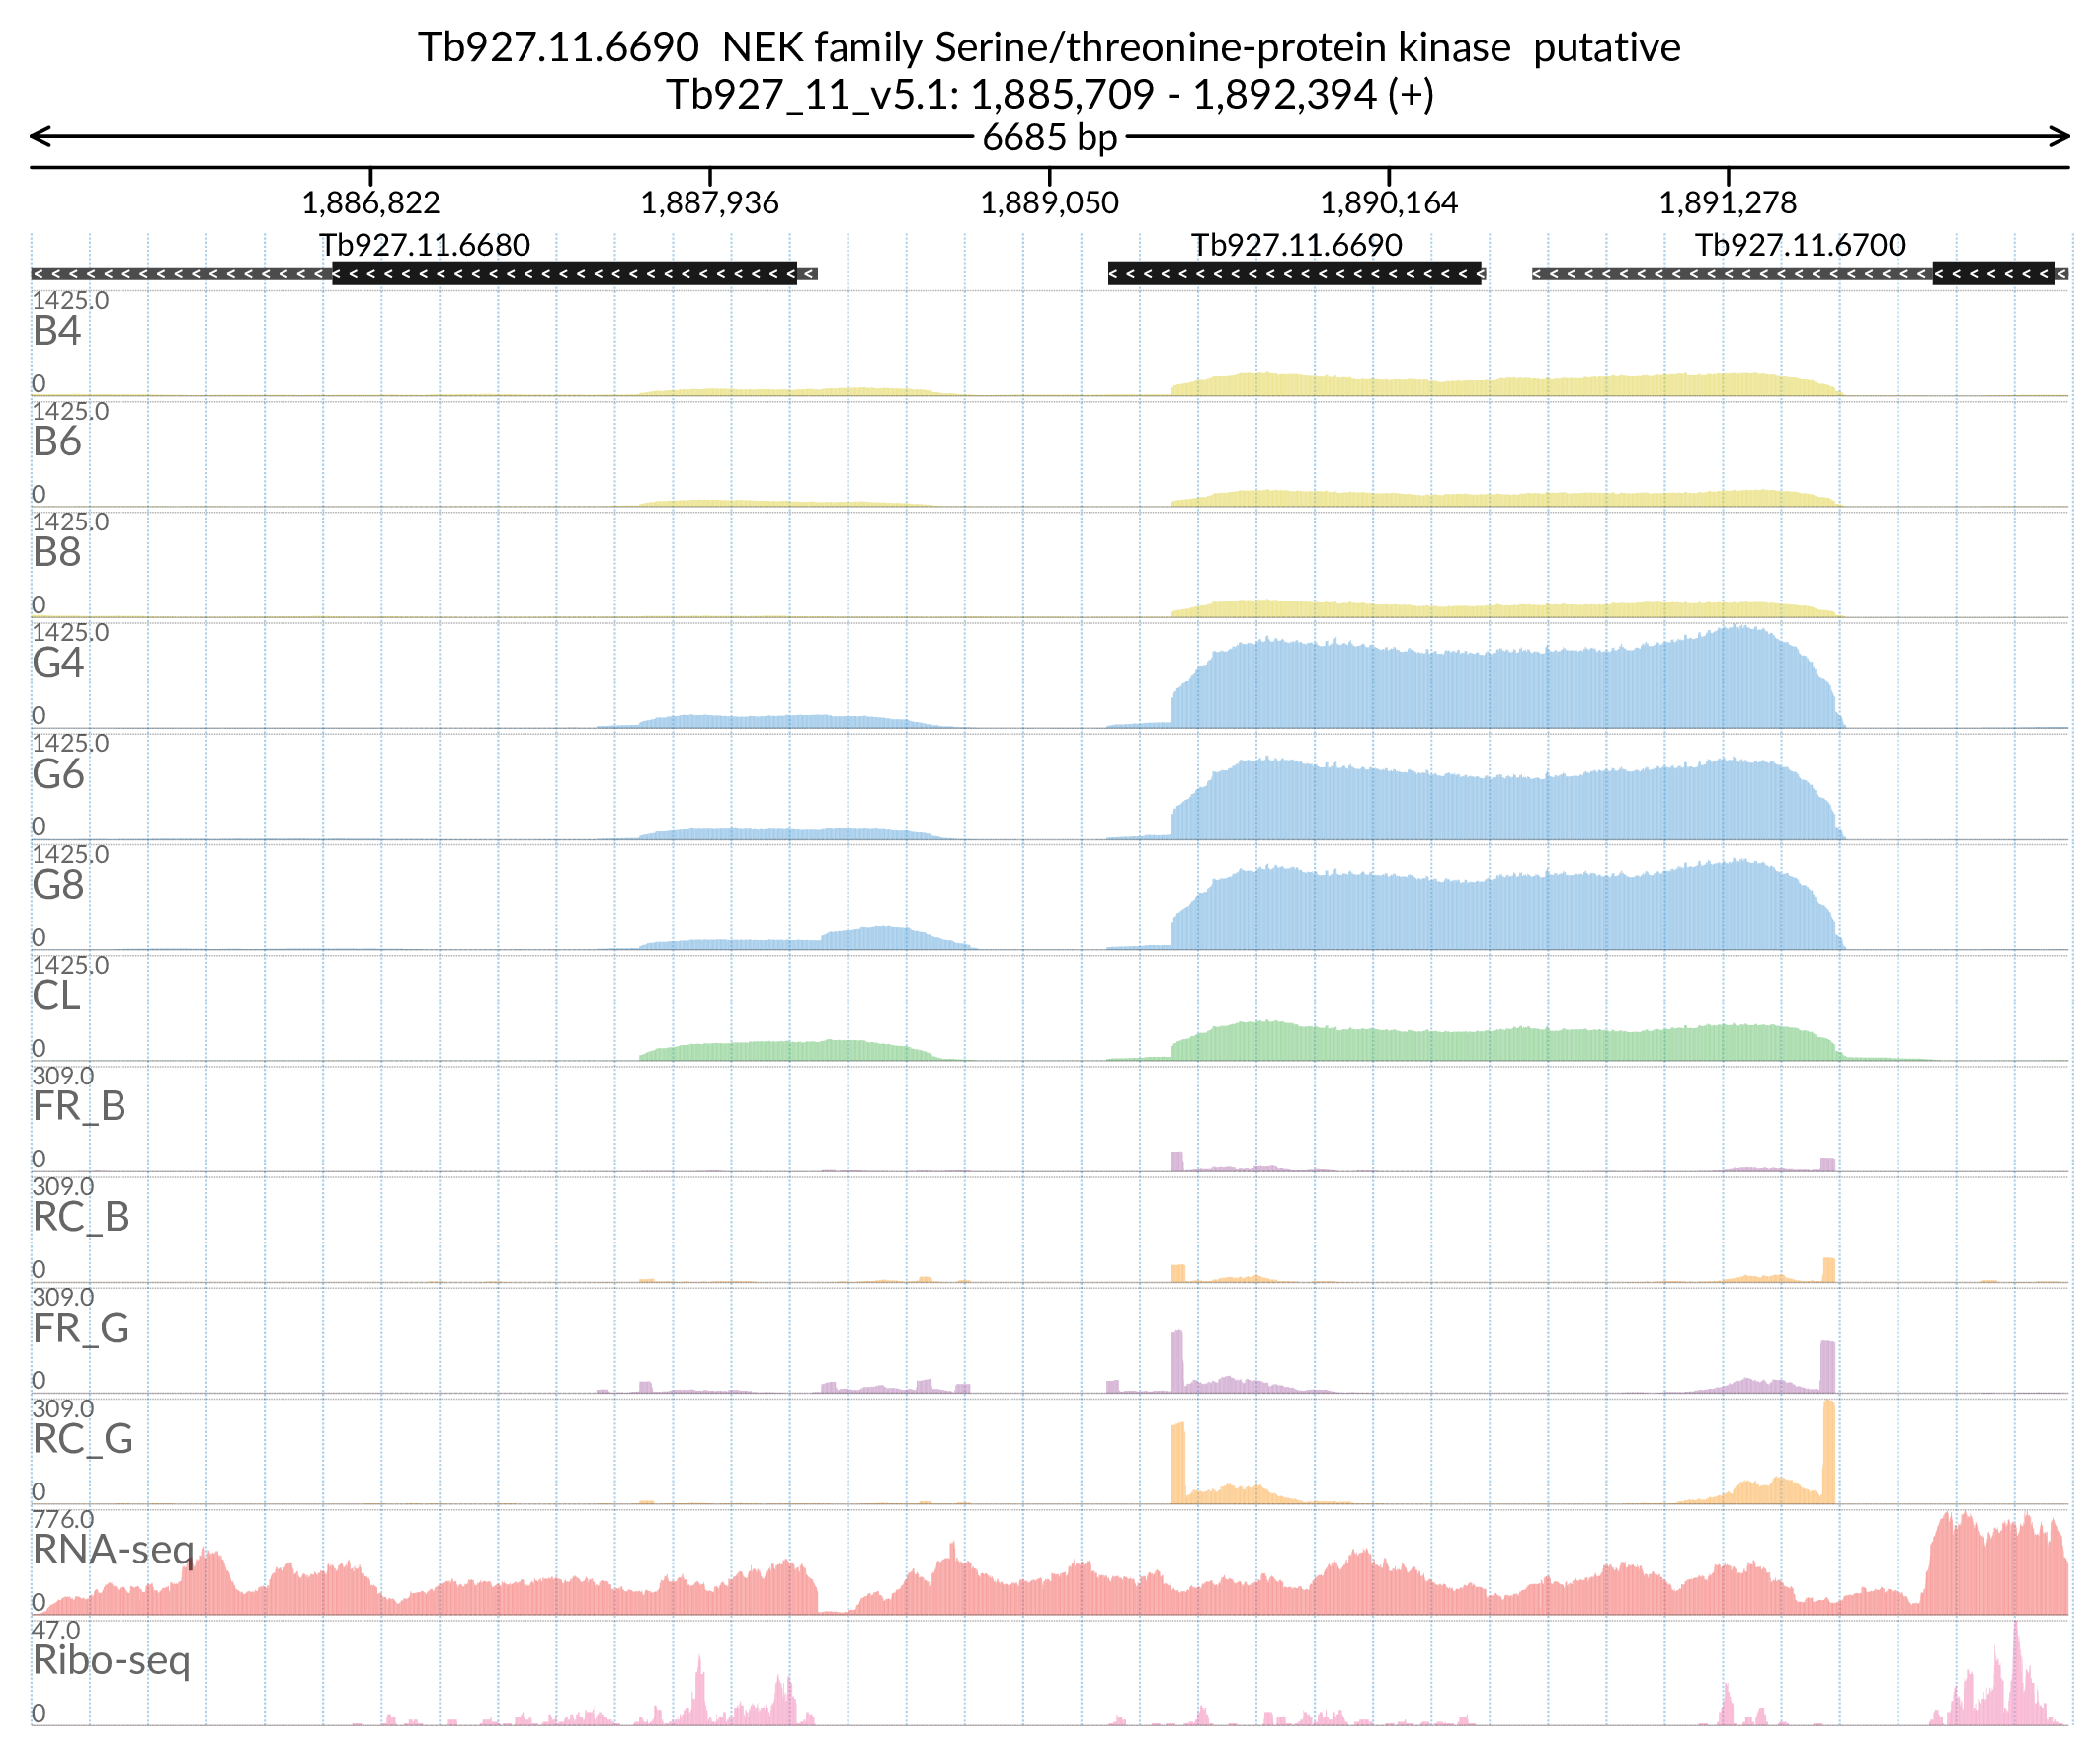 Tb927.11.6690 NEK family Serine/threonine-protein kinase putative
Tb927_11_v5.1: 1,885,709 - 1,892,394 (+)
6685 bp
1,886,822 1,887,936 1,889,050 1,890,164 1,891,278
Tb927.11.6680 Tb927.11.6690 Tb927.11.6700
1425.0
B4
0
1425.0
B6
0
1425.0
B8
0
1425.0
G4
0
1425.0
G6
0
1425.0
G8
0
1425.0
CL
0
309.0
FR_B
0
309.0
RC_B
0
309.0
FR_G
0
309.0
RC_G
0
776.0
RNA-seq
0
47.0
Ribo-seq
0